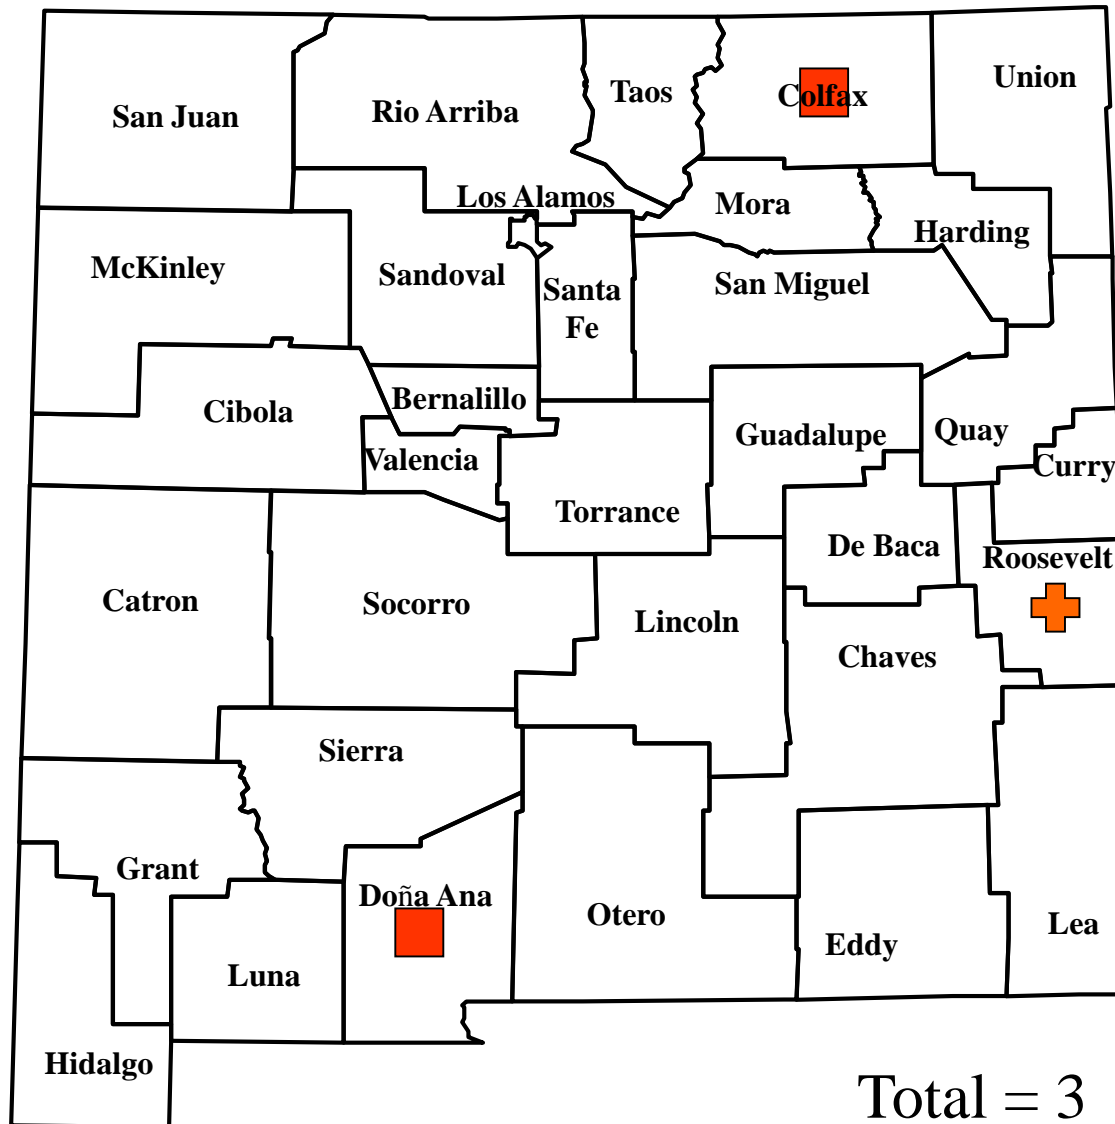 Union
Taos
Colfax
Rio Arriba
San Juan
Los Alamos
Mora
Harding
McKinley
Sandoval
San Miguel
Santa
Fe
Bernalillo
Cibola
Guadalupe
Quay
Valencia
Curry
Torrance
De Baca
Roosevelt
Catron
Socorro
Lincoln
Chaves
Sierra
Grant
Doña Ana
Otero
Lea
Eddy
Luna
Hidalgo
Total = 3